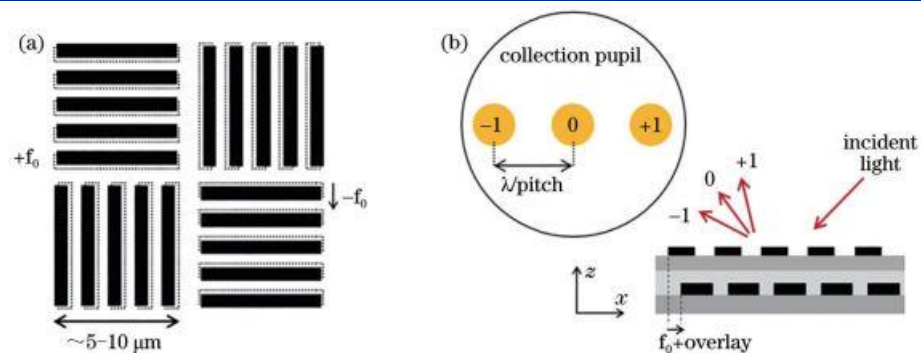 (a)
+f₀
−f₀
~5–10 μm
(b)
collection pupil
−1
0
+1
λ/pitch
incident
light
+1
0
−1
z
x
f₀+overlay